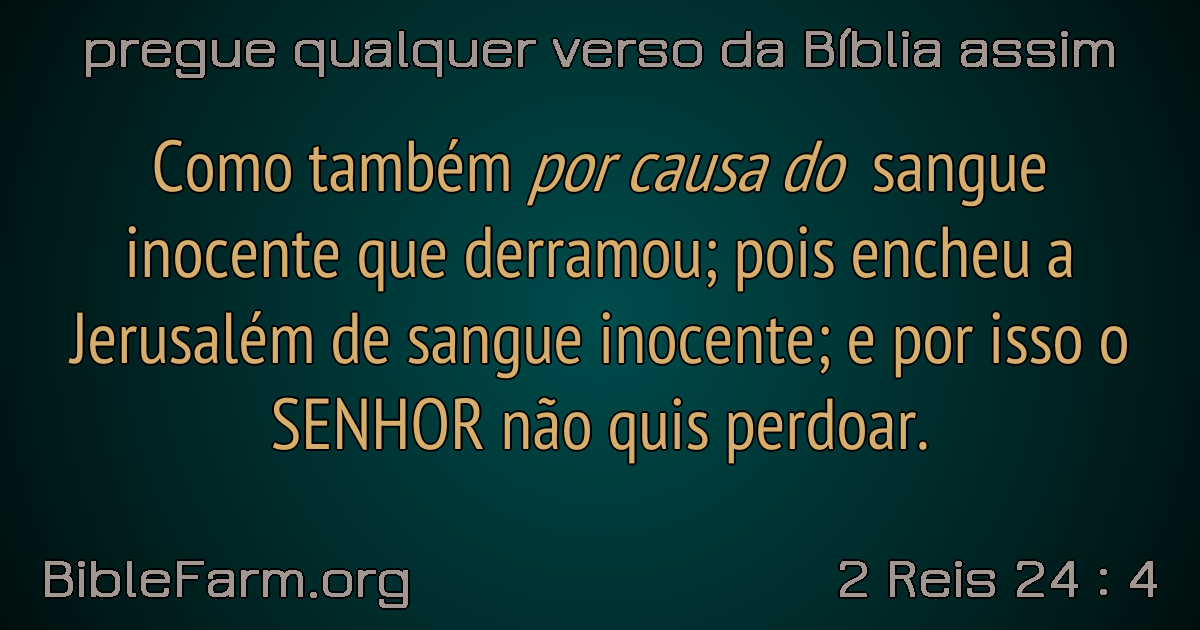 pregue qualquer verso da Bíblia assim
Como também por causa do sangue
inocente que derramou; pois encheu a
Jerusalém de sangue inocente; e por isso o
SENHOR não quis perdoar.
BibleFarm.org
2 Reis 24 : 4